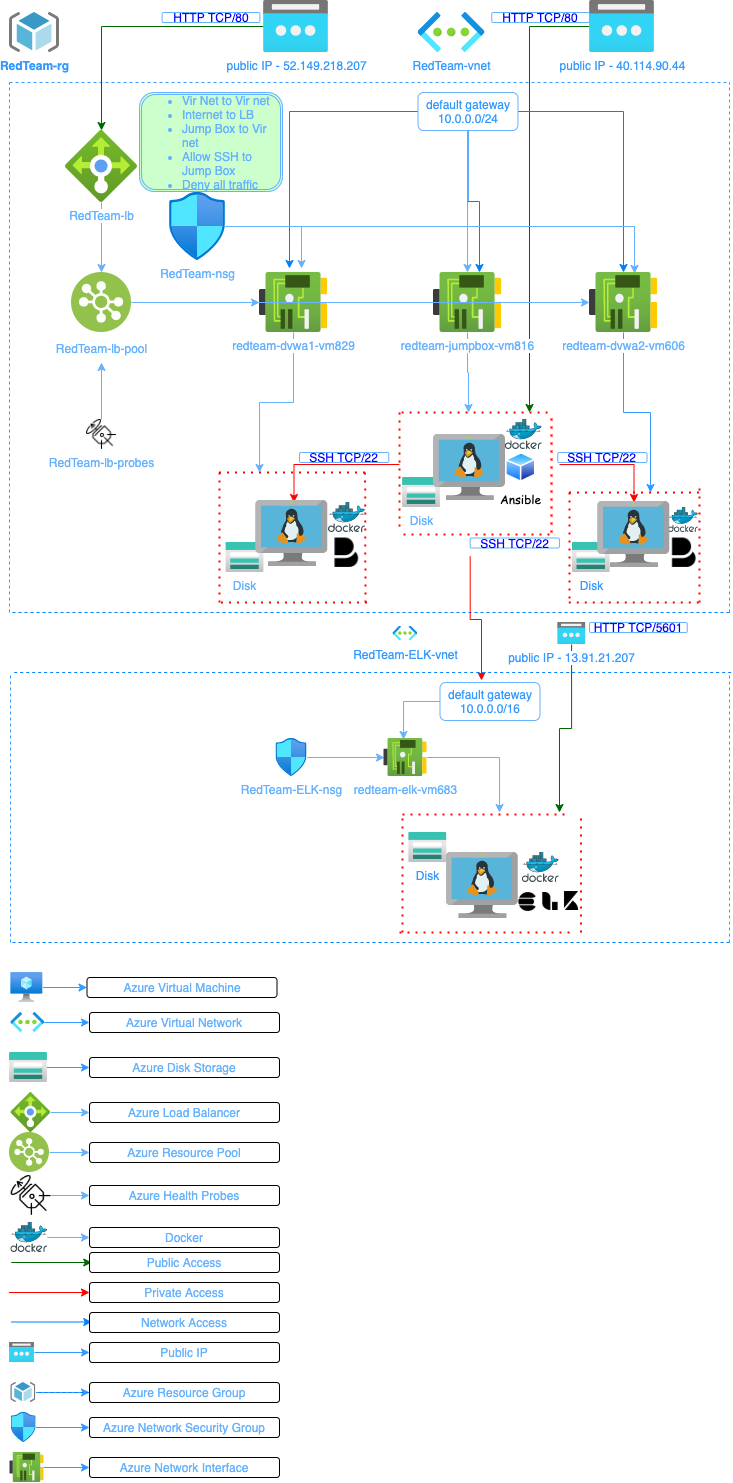 HTTP TCP/80
HTTP TCP/80
RedTeam-rg
public IP - 52.149.218.207
RedTeam-vnet
public IP - 40.114.90.44
• Vir Net to Vir net
• Internet to LB
• Jump Box to Vir
net
• Allow SSH to
Jump Box
• Deny all traffic
default gateway
10.0.0.0/24
RedTeam-lb
RedTeam-nsg
RedTeam-lb-pool
redteam-dvwa1-vm829
redteam-jumpbox-vm816
redteam-dvwa2-vm606
RedTeam-lb-probes
SSH TCP/22
docker
SSH TCP/22
Ansible
Disk
docker
docker
SSH TCP/22
Disk
Disk
HTTP TCP/5601
RedTeam-ELK-vnet
public IP - 13.91.21.207
default gateway
10.0.0.0/16
RedTeam-ELK-nsg
redteam-elk-vm683
Disk
docker
ELK
Azure Virtual Machine
Azure Virtual Network
Azure Disk Storage
Azure Load Balancer
Azure Resource Pool
Azure Health Probes
docker
Docker
Public Access
Private Access
Network Access
Public IP
Azure Resource Group
Azure Network Security Group
Azure Network Interface